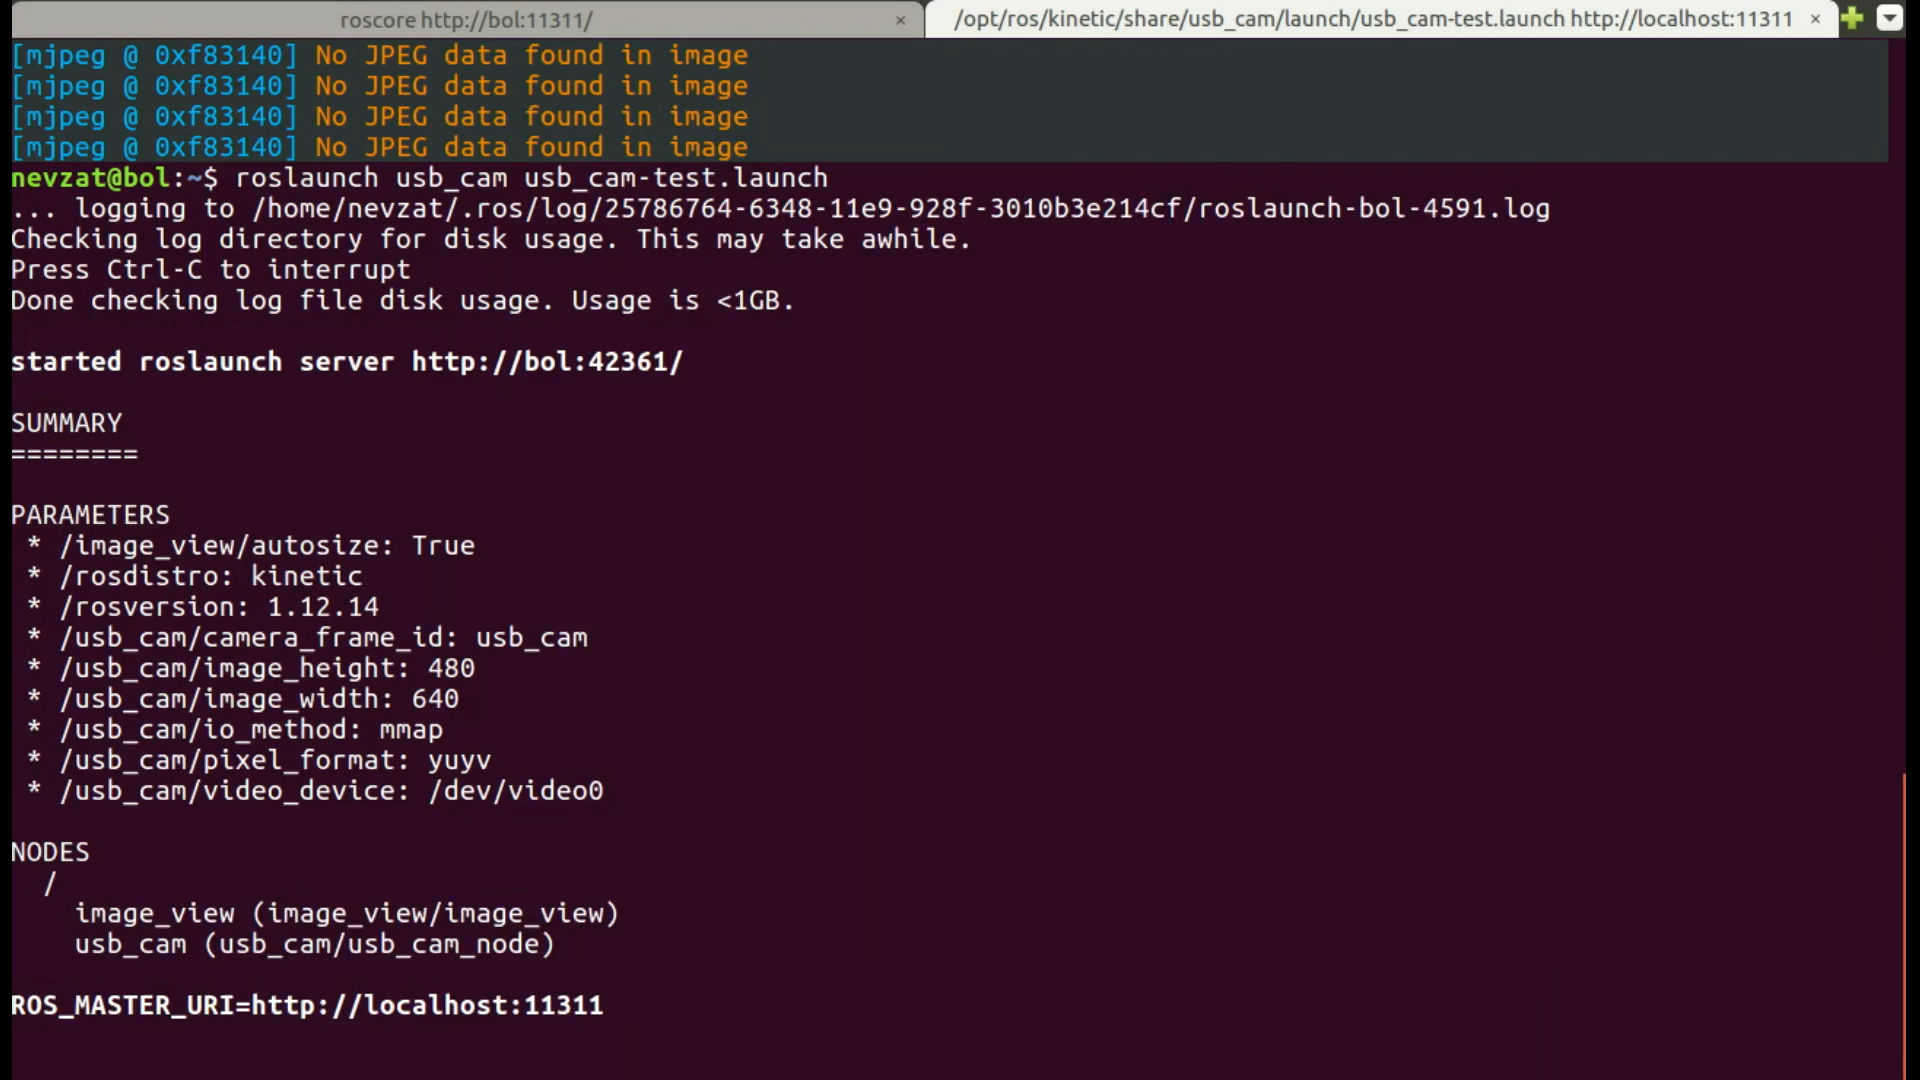 roscore http://bol:11311/ ×
/opt/ros/kinetic/share/usb_cam/launch/usb_cam-test.launch http://localhost:11311 ×
[mjpeg @ 0xf83140] No JPEG data found in image
[mjpeg @ 0xf83140] No JPEG data found in image
[mjpeg @ 0xf83140] No JPEG data found in image
[mjpeg @ 0xf83140] No JPEG data found in image
nevzat@bol:~$ roslaunch usb_cam usb_cam-test.launch
... logging to /home/nevzat/.ros/log/25786764-6348-11e9-928f-3010b3e214cf/roslaunch-bol-4591.log
Checking log directory for disk usage. This may take awhile.
Press Ctrl-C to interrupt
Done checking log file disk usage. Usage is <1GB.
started roslaunch server http://bol:42361/
SUMMARY
========
PARAMETERS
* /image_view/autosize: True
* /rosdistro: kinetic
* /rosversion: 1.12.14
* /usb_cam/camera_frame_id: usb_cam
* /usb_cam/image_height: 480
* /usb_cam/image_width: 640
* /usb_cam/io_method: mmap
* /usb_cam/pixel_format: yuyv
* /usb_cam/video_device: /dev/video0
NODES
/
image_view (image_view/image_view)
usb_cam (usb_cam/usb_cam_node)
ROS_MASTER_URI=http://localhost:11311